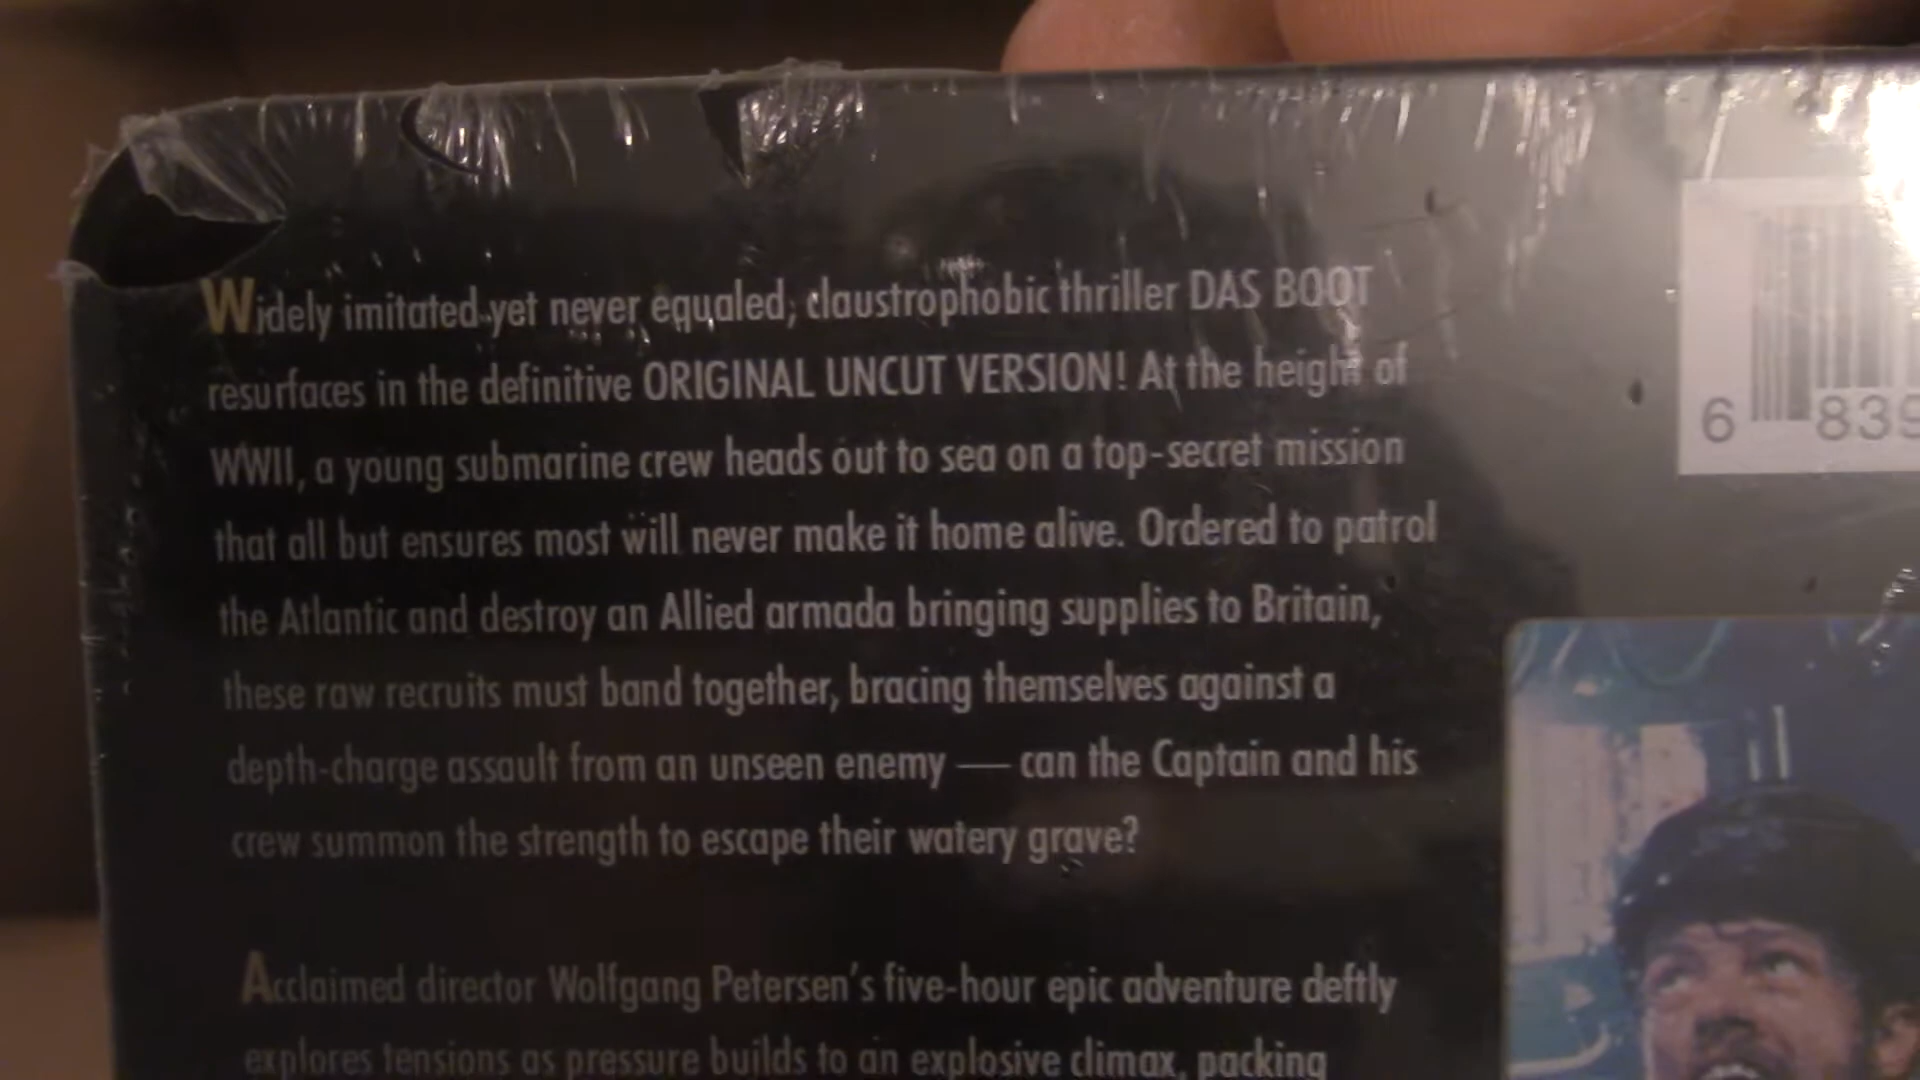 Widely imitated yet never equaled, claustrophobic thriller DAS BOOT
resurfaces in the definitive ORIGINAL UNCUT VERSION! At the height of
WWII, a young submarine crew heads out to sea on a top-secret mission
that all but ensures most will never make it home alive. Ordered to patrol
the Atlantic and destroy an Allied armada bringing supplies to Britain,
these raw recruits must band together, bracing themselves against a
depth-charge assault from an unseen enemy — can the Captain and his
crew summon the strength to escape their watery grave?
Acclaimed director Wolfgang Petersen's five-hour epic adventure deftly
explores tensions as pressure builds to an explosive climax, packing
6 839